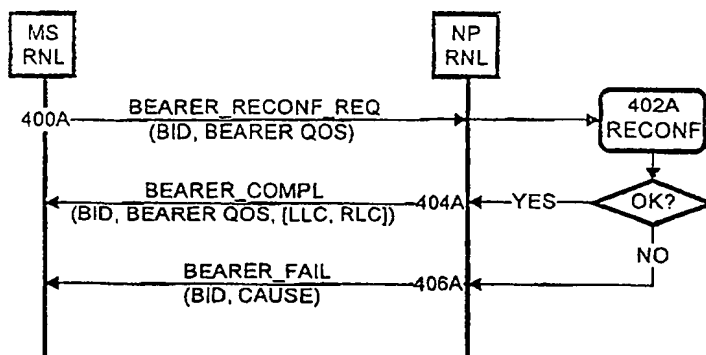 MS
RNL
NP
RNL
400A
BEARER_RECONF_REQ
(BID, BEARER QOS)
402A
RECONF
BEARER_COMPL
(BID, BEARER QOS, [LLC, RLC])
404A
YES
OK?
NO
BEARER_FAIL
(BID, CAUSE)
406A